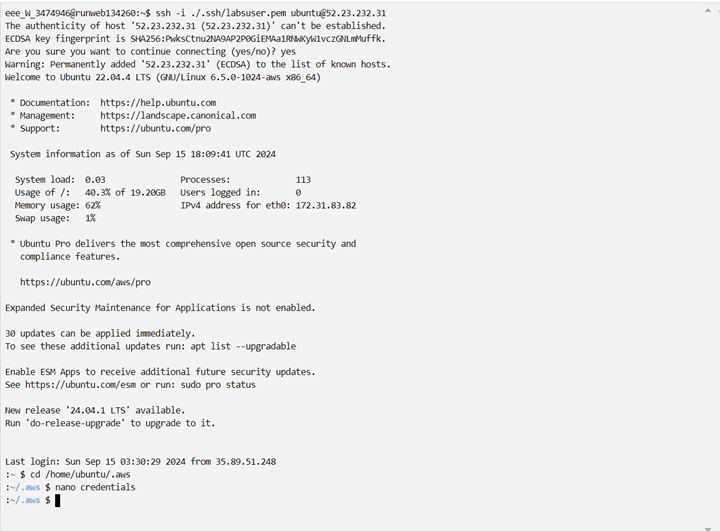 eee_W_3474946@runweb134260:~$ ssh -i ./.ssh/labsuser.pem ubuntu@52.23.232.31
The authenticity of host '52.23.232.31 (52.23.232.31)' can't be established.
ECDSA key fingerprint is SHA256:PwksCtnu2NA9AP2P0GiEMAa1RNWKyW1vczGNLmMuffk.
Are you sure you want to continue connecting (yes/no)? yes
Warning: Permanently added '52.23.232.31' (ECDSA) to the list of known hosts.
Welcome to Ubuntu 22.04.4 LTS (GNU/Linux 6.5.0-1024-aws x86_64)
* Documentation: https://help.ubuntu.com
* Management: https://landscape.canonical.com
* Support: https://ubuntu.com/pro
System information as of Sun Sep 15 18:09:41 UTC 2024
System load: 0.03 Processes: 113
Usage of /: 40.3% of 19.20GB Users logged in: 0
Memory usage: 62% IPv4 address for eth0: 172.31.83.82
Swap usage: 1%
* Ubuntu Pro delivers the most comprehensive open source security and
compliance features.
https://ubuntu.com/aws/pro
Expanded Security Maintenance for Applications is not enabled.
30 updates can be applied immediately.
To see these additional updates run: apt list --upgradable
Enable ESM Apps to receive additional future security updates.
See https://ubuntu.com/esm or run: sudo pro status
New release '24.04.1 LTS' available.
Run 'do-release-upgrade' to upgrade to it.
Last login: Sun Sep 15 03:30:29 2024 from 35.89.51.248
:~ $ cd /home/ubuntu/.aws
:~/.aws $ nano credentials
:~/.aws $